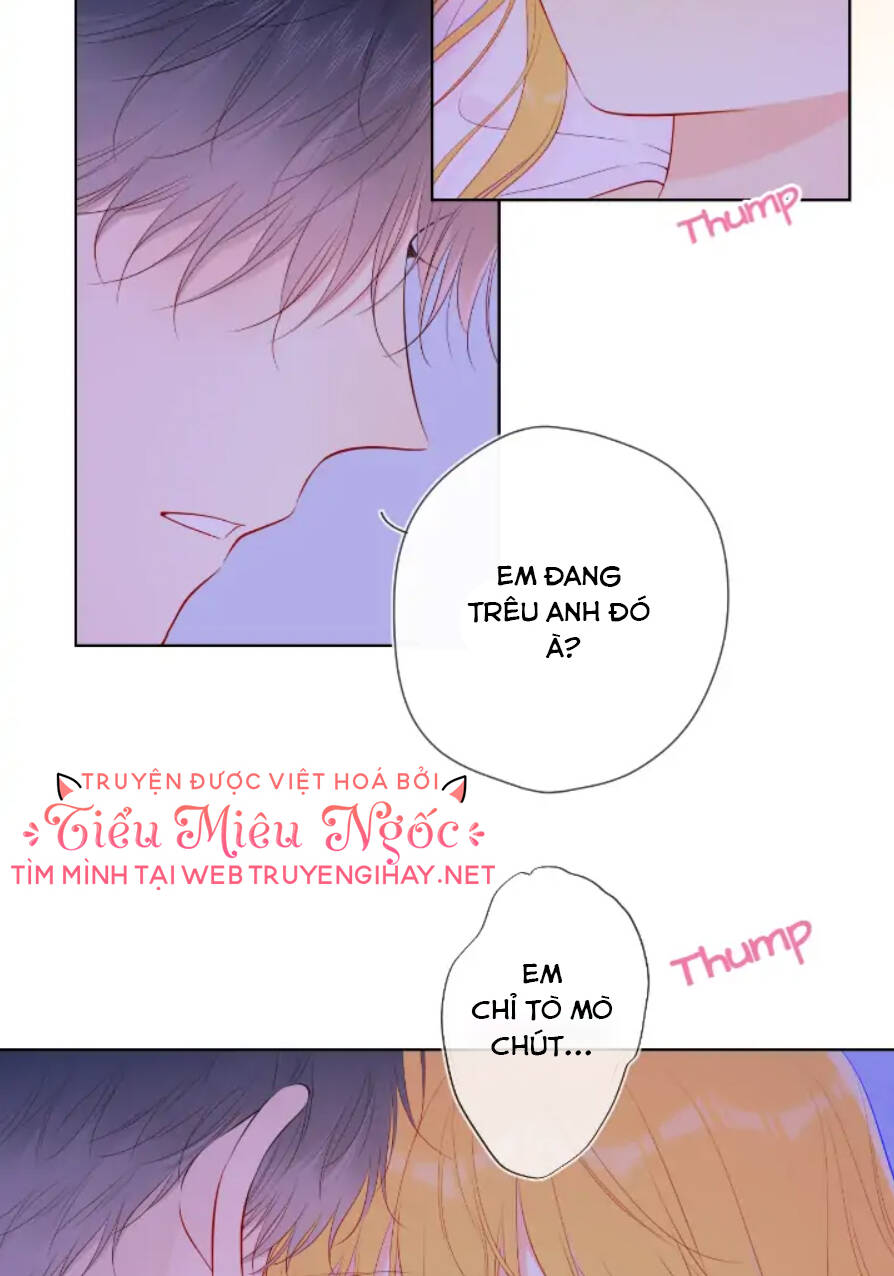 Thump
EM ĐANG
TRÊU ANH ĐÓ
À?
TRUYỆN ĐƯỢC VIỆT HOÁ BỞI
Tiểu Miêu Ngốc
TÌM MÌNH TẠI WEB TRUYENGIHAY.NET
Thump
EM
CHỈ TÒ MÒ
CHÚT...